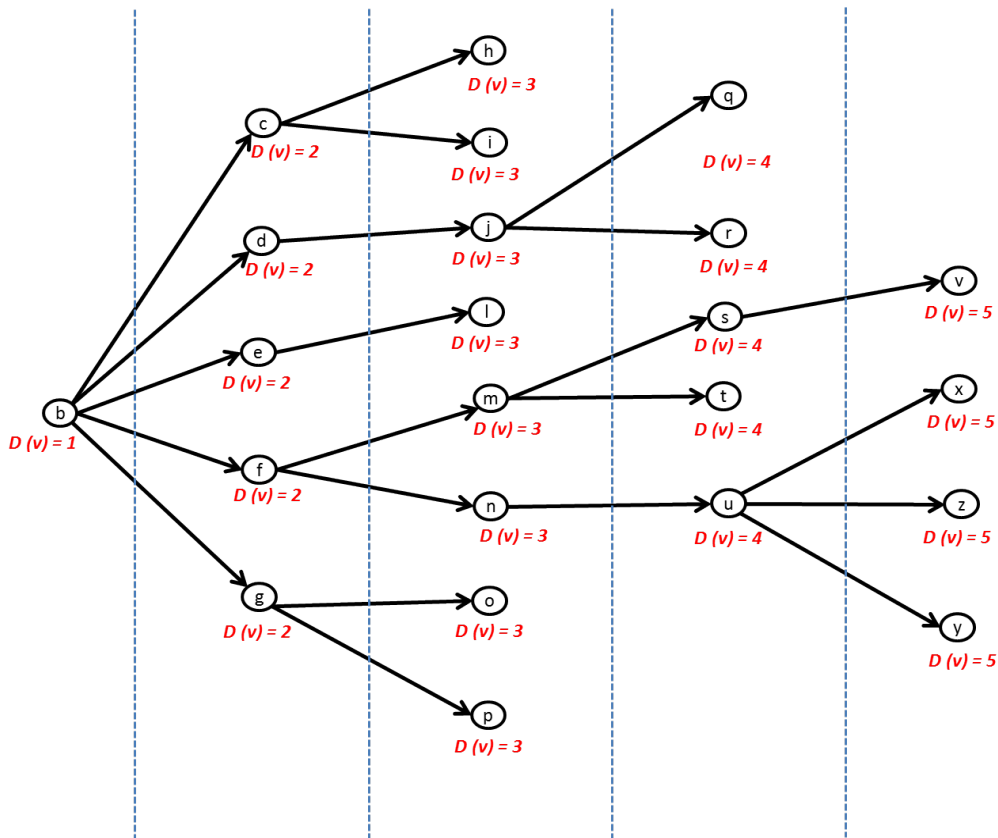 h
D (v) = 3
q
c
D (v) = 2
i
D (v) = 3
D (v) = 4
d
D (v) = 2
j
D (v) = 3
r
D (v) = 4
v
D (v) = 5
l
D (v) = 3
s
D (v) = 4
e
D (v) = 2
x
D (v) = 5
m
D (v) = 3
t
D (v) = 4
b
D (v) = 1
f
D (v) = 2
n
D (v) = 3
u
D (v) = 4
z
D (v) = 5
g
D (v) = 2
o
D (v) = 3
y
D (v) = 5
p
D (v) = 3